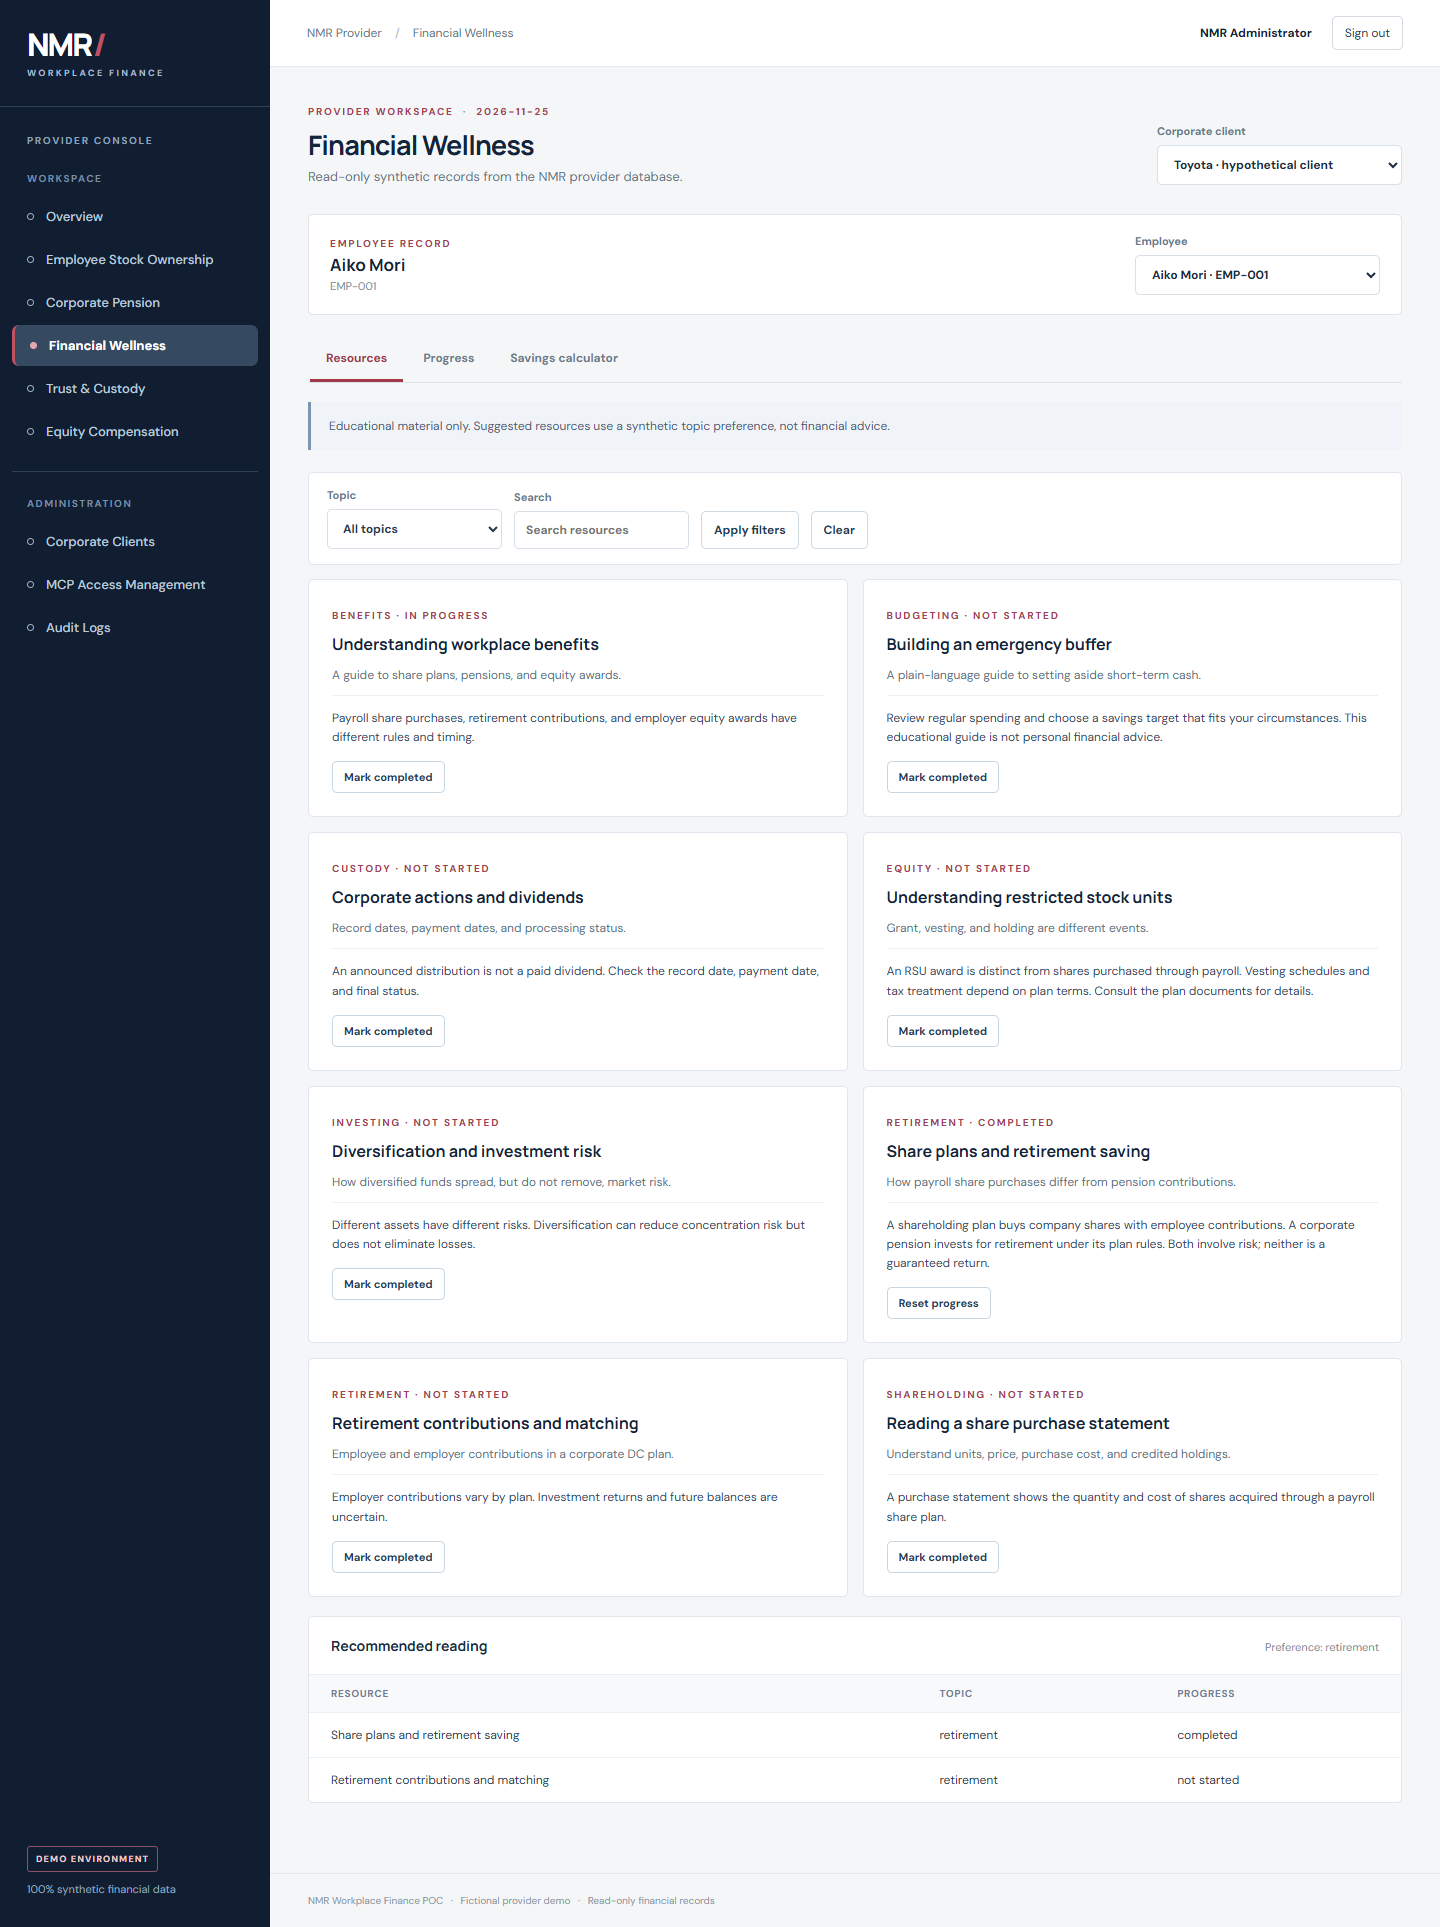 NMR/
WORKPLACE FINANCE
PROVIDER CONSOLE
WORKSPACE
Overview
Employee Stock Ownership
Corporate Pension
Financial Wellness
Trust & Custody
Equity Compensation
ADMINISTRATION
Corporate Clients
MCP Access Management
Audit Logs
DEMO ENVIRONMENT
100% synthetic financial data
NMR Provider / Financial Wellness
NMR Administrator
Sign out
PROVIDER WORKSPACE · 2026-11-25
Financial Wellness
Read-only synthetic records from the NMR provider database.
Corporate client
Toyota · hypothetical client
EMPLOYEE RECORD
Aiko Mori
EMP-001
Employee
Aiko Mori · EMP-001
Resources Progress Savings calculator
Educational material only. Suggested resources use a synthetic topic preference, not financial advice.
Topic
All topics
Search
Search resources
Apply filters
Clear
BENEFITS · IN PROGRESS
Understanding workplace benefits
A guide to share plans, pensions, and equity awards.
Payroll share purchases, retirement contributions, and employer equity awards have
different rules and timing.
Mark completed
BUDGETING · NOT STARTED
Building an emergency buffer
A plain-language guide to setting aside short-term cash.
Review regular spending and choose a savings target that fits your circumstances. This
educational guide is not personal financial advice.
Mark completed
CUSTODY · NOT STARTED
Corporate actions and dividends
Record dates, payment dates, and processing status.
An announced distribution is not a paid dividend. Check the record date, payment date,
and final status.
Mark completed
EQUITY · NOT STARTED
Understanding restricted stock units
Grant, vesting, and holding are different events.
An RSU award is distinct from shares purchased through payroll. Vesting schedules and
tax treatment depend on plan terms. Consult the plan documents for details.
Mark completed
INVESTING · NOT STARTED
Diversification and investment risk
How diversified funds spread, but do not remove, market risk.
Different assets have different risks. Diversification can reduce concentration risk but
does not eliminate losses.
Mark completed
RETIREMENT · COMPLETED
Share plans and retirement saving
How payroll share purchases differ from pension contributions.
A shareholding plan buys company shares with employee contributions. A corporate
pension invests for retirement under its plan rules. Both involve risk; neither is a
guaranteed return.
Reset progress
RETIREMENT · NOT STARTED
Retirement contributions and matching
Employee and employer contributions in a corporate DC plan.
Employer contributions vary by plan. Investment returns and future balances are
uncertain.
Mark completed
SHAREHOLDING · NOT STARTED
Reading a share purchase statement
Understand units, price, purchase cost, and credited holdings.
A purchase statement shows the quantity and cost of shares acquired through a payroll
share plan.
Mark completed
Recommended reading
Preference: retirement
RESOURCE TOPIC PROGRESS
Share plans and retirement saving retirement completed
Retirement contributions and matching retirement not started
NMR Workplace Finance POC · Fictional provider demo · Read-only financial records